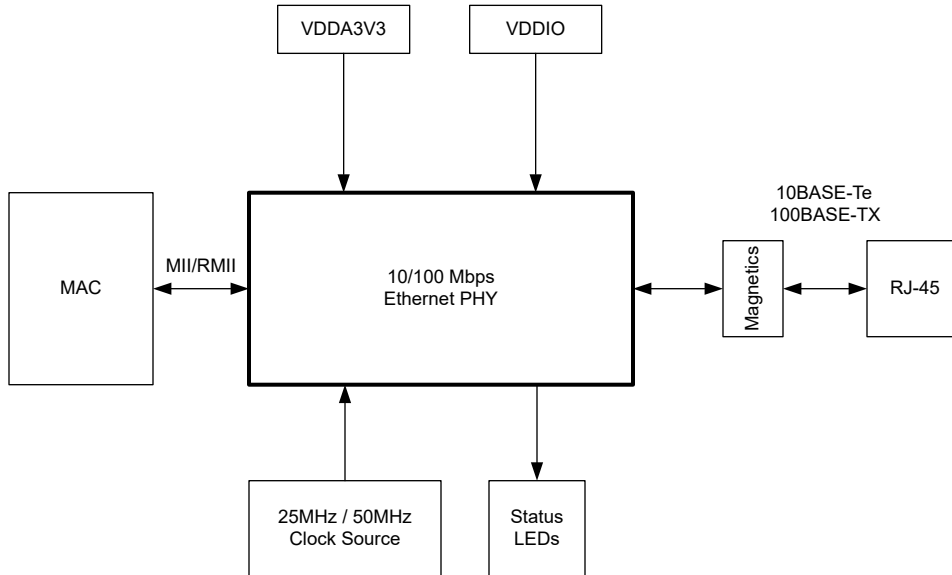 VDDA3V3
VDDIO
10BASE-Te
100BASE-TX
MAC
MII/RMII
10/100 Mbps
Ethernet PHY
Magnetics
RJ-45
25MHz / 50MHz
Clock Source
Status
LEDs